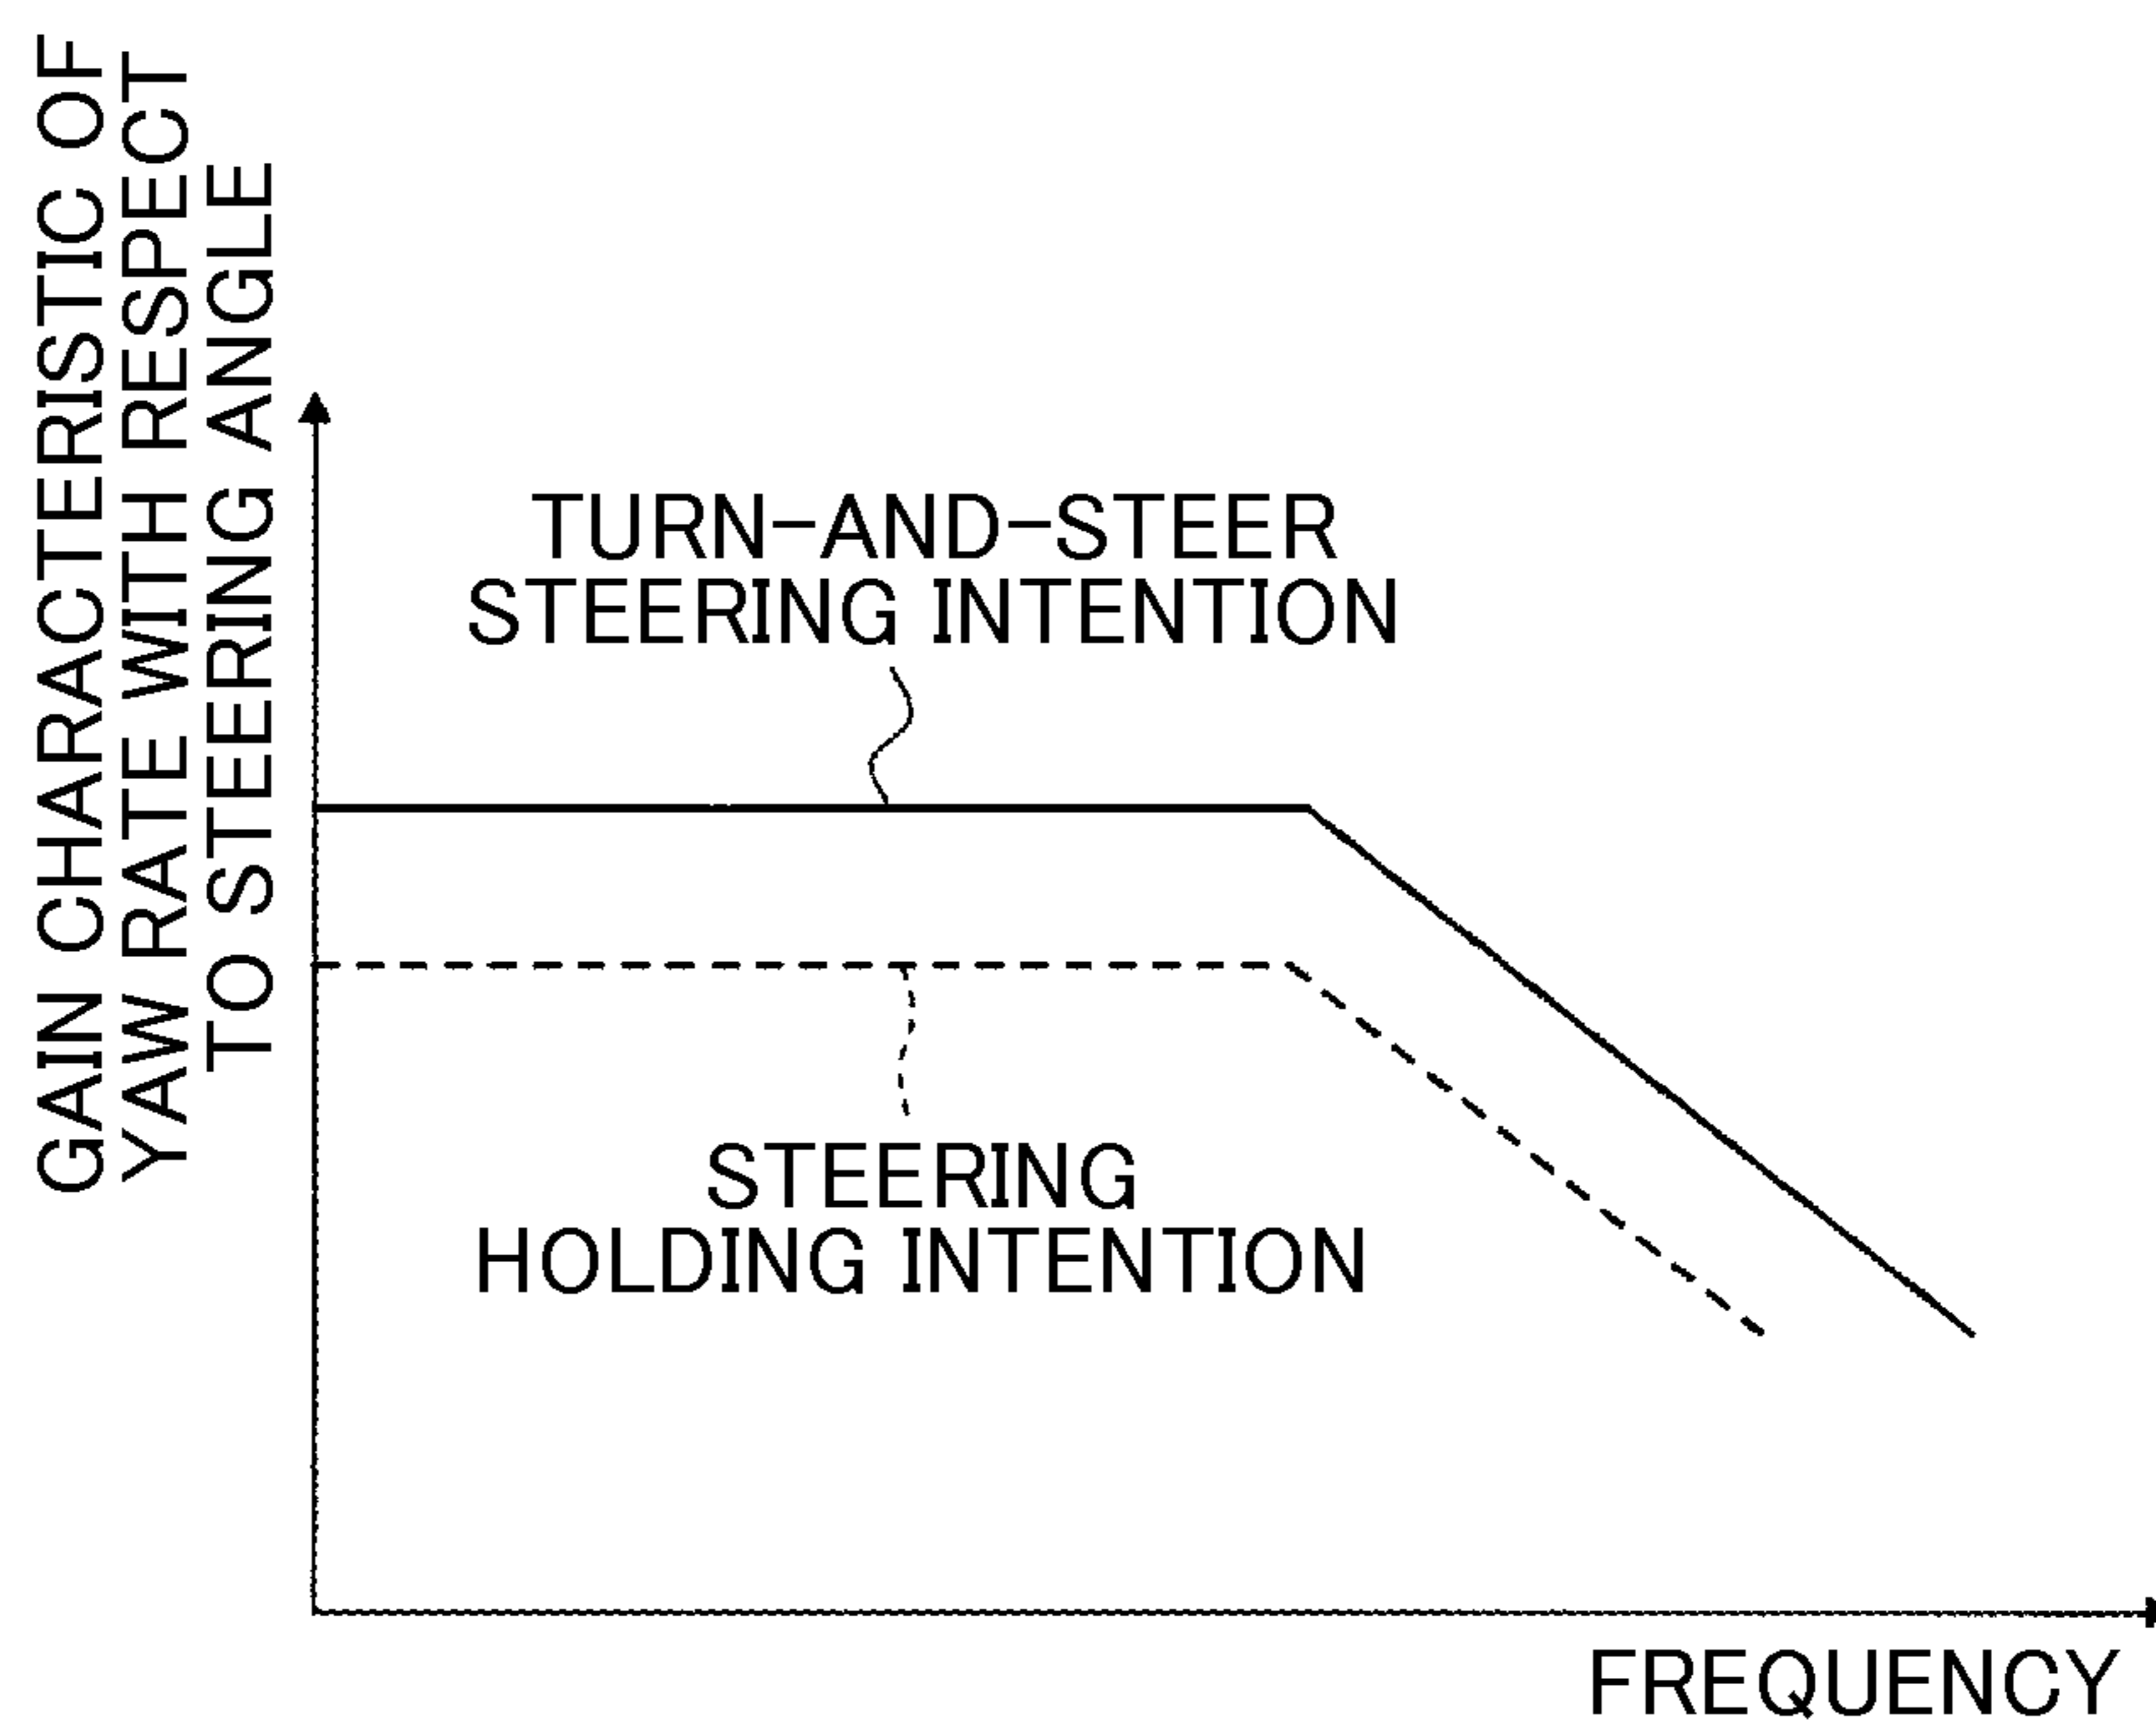 GAIN CHARACTERISTIC OF
YAW RATE WITH RESPECT
TO STEERING ANGLE
TURN-AND-STEER
STEERING INTENTION
STEERING
HOLDING INTENTION
FREQUENCY